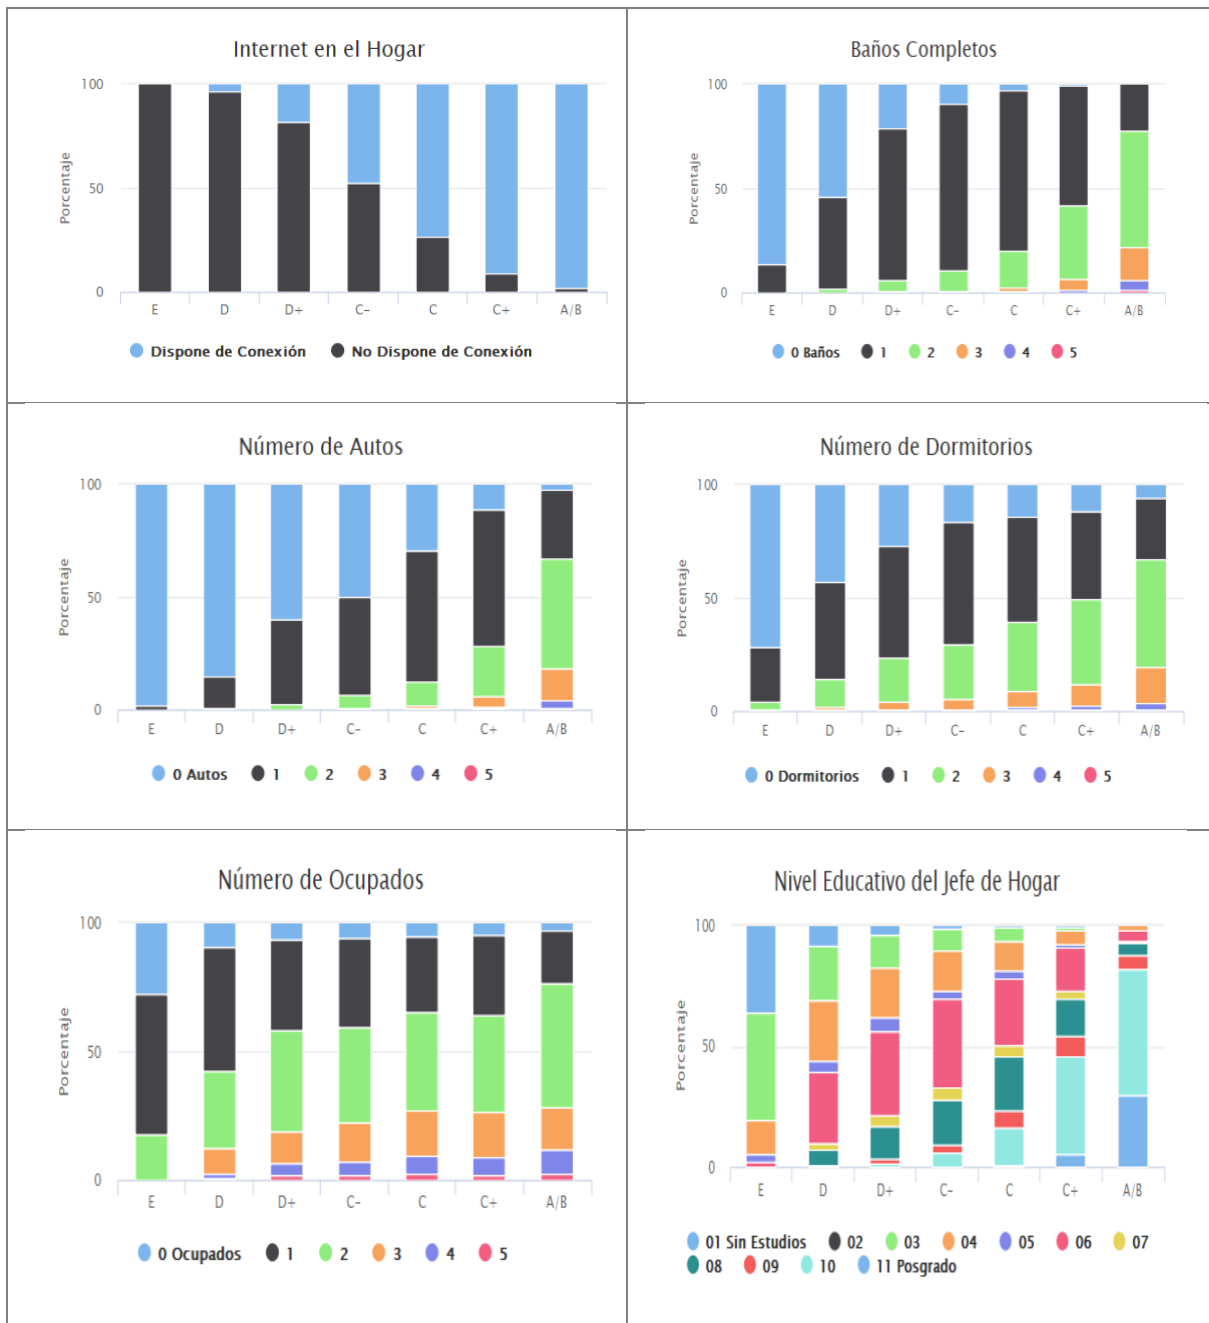 Internet en el Hogar
100
50
0
Porcentaje
E D D+ C- C C+ A/B
Dispone de Conexión No Dispone de Conexión
Baños Completos
100
50
0
Porcentaje
E D D+ C- C C+ A/B
0 Baños 1 2 3 4 5
Número de Autos
100
50
0
Porcentaje
E D D+ C- C C+ A/B
0 Autos 1 2 3 4 5
Número de Dormitorios
100
50
0
Porcentaje
E D D+ C- C C+ A/B
0 Dormitorios 1 2 3 4 5
Número de Ocupados
100
50
0
Porcentaje
E D D+ C- C C+ A/B
0 Ocupados 1 2 3 4 5
Nivel Educativo del Jefe de Hogar
100
50
0
Porcentaje
E D D+ C- C C+ A/B
01 Sin Estudios 02 03 04 05 06 07
08 09 10 11 Posgrado